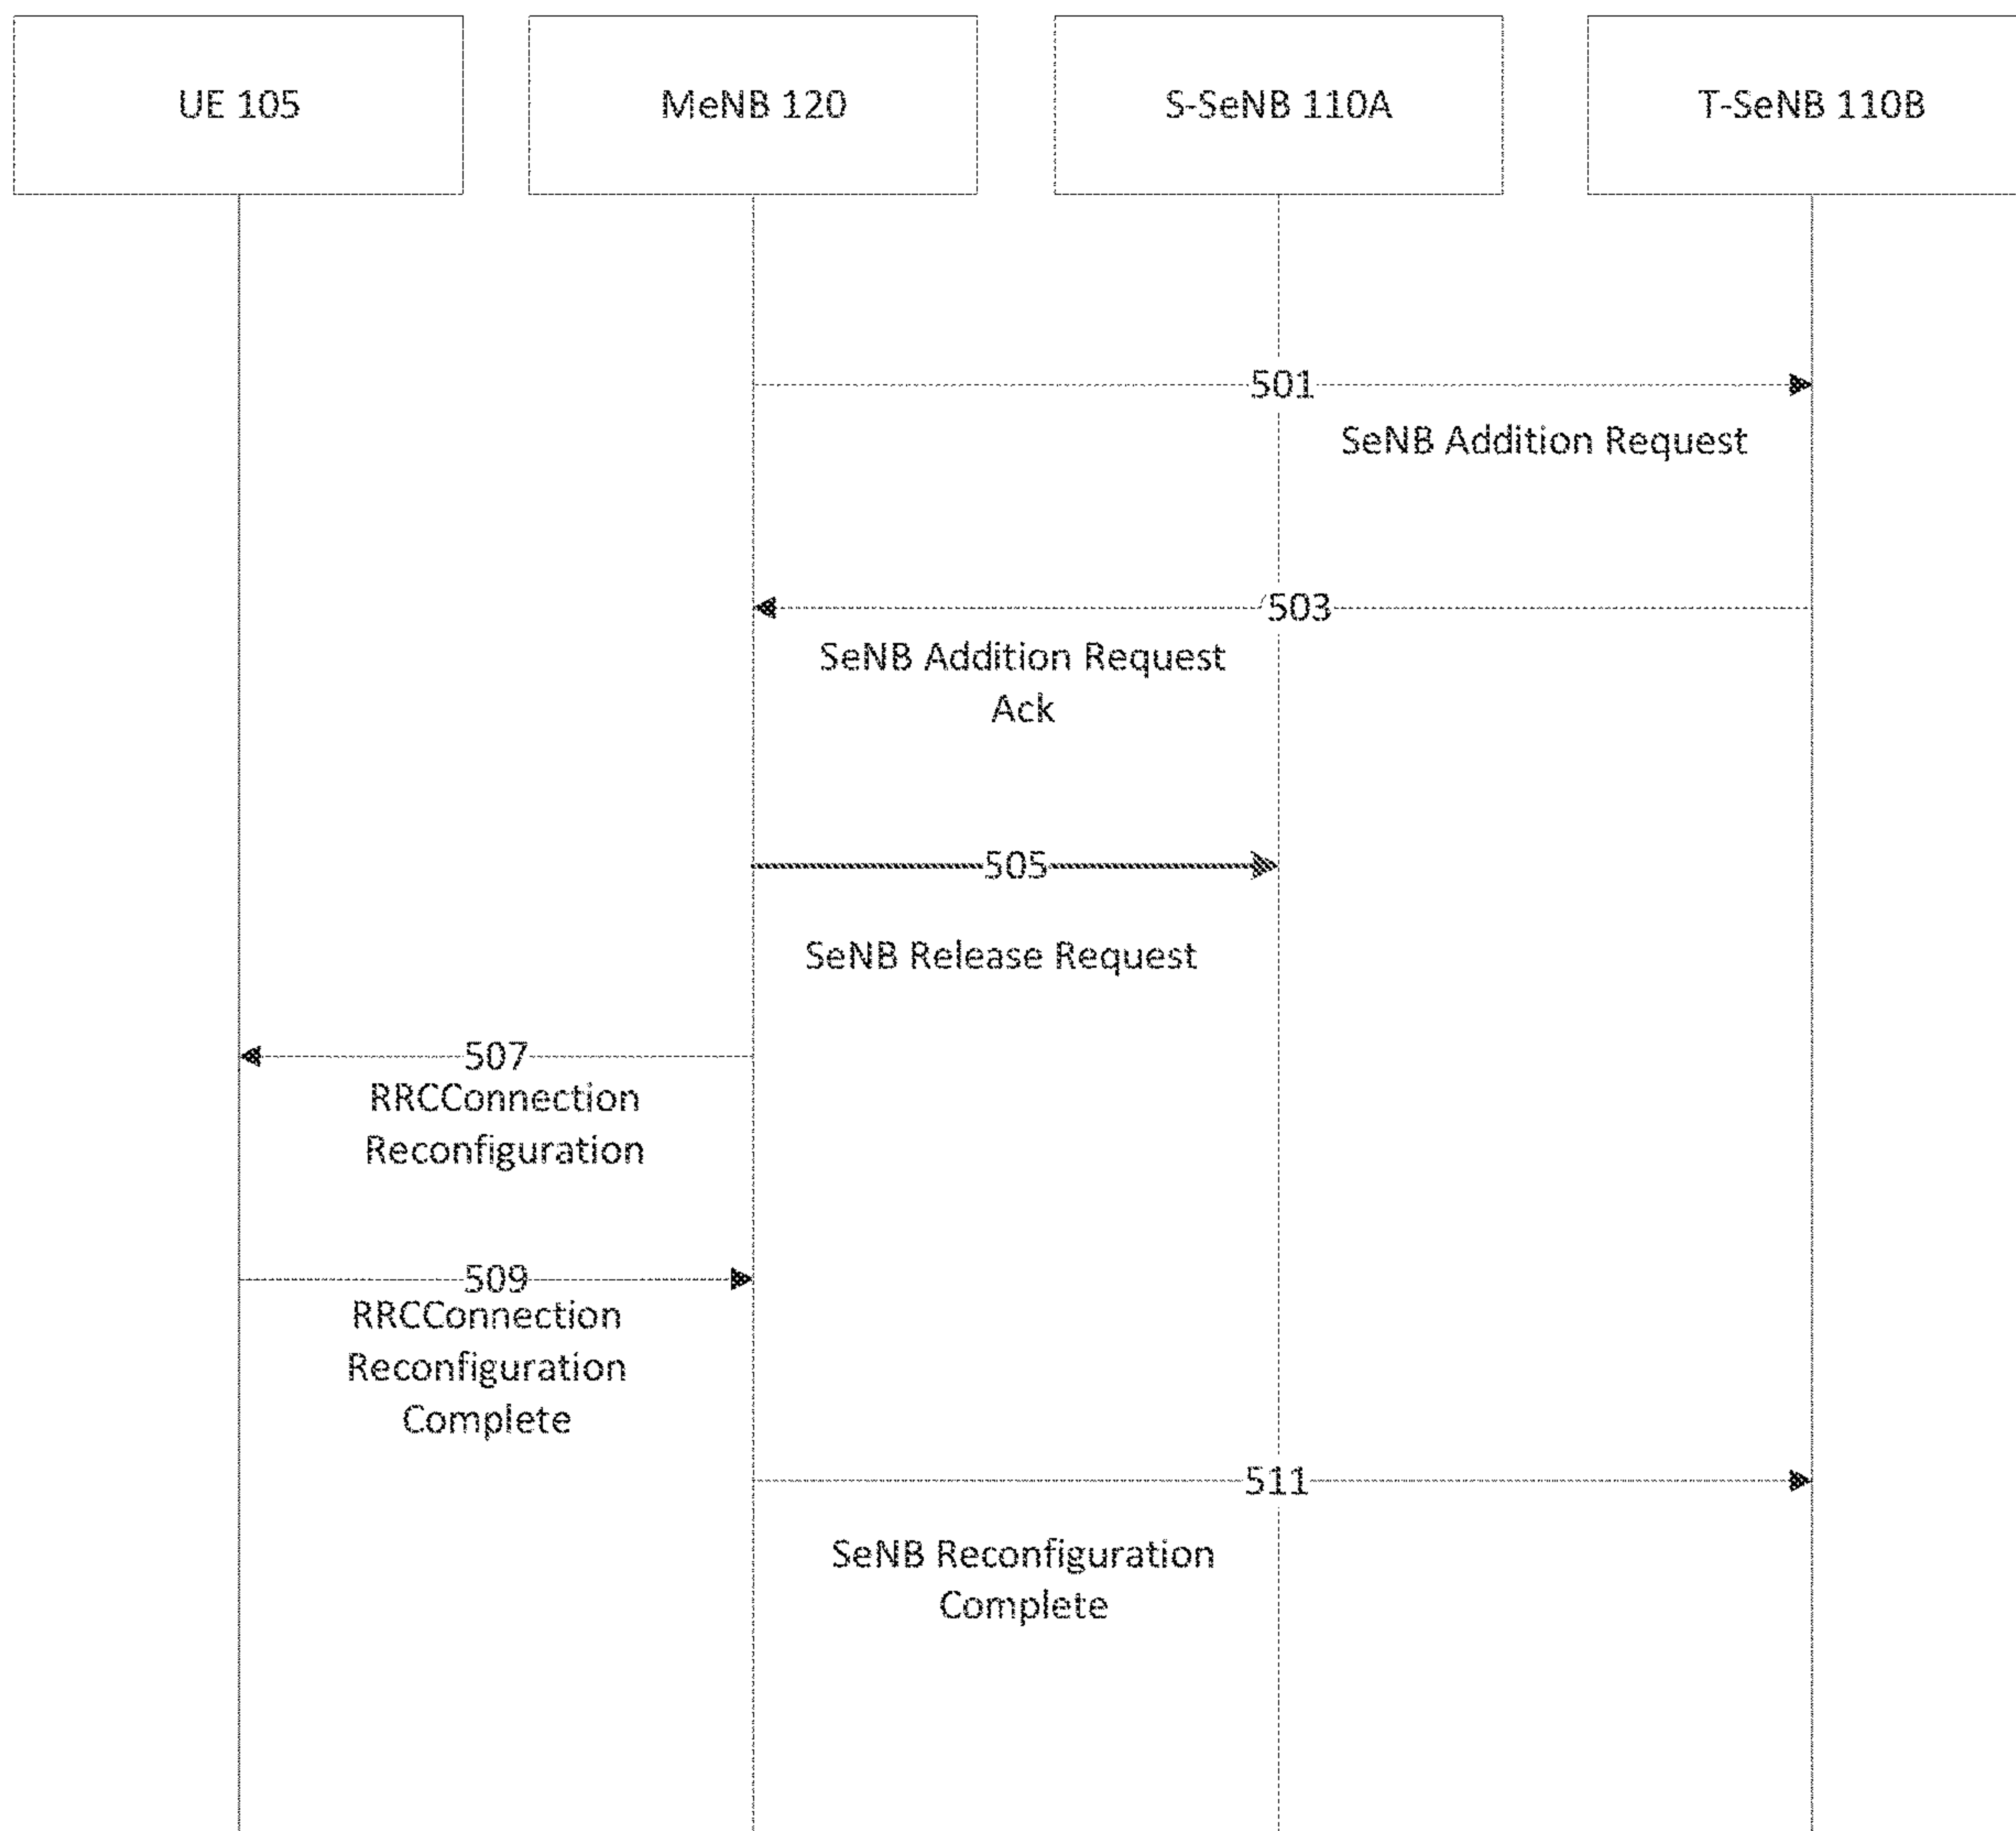 UE 105
MeNB 120
S-SeNB 110A
T-SeNB 110B
501
SeNB Addition Request
503
SeNB Addition Request
Ack
505
SeNB Release Request
507
RRCConnection
Reconfiguration
509
RRCConnection
Reconfiguration
Complete
511
SeNB Reconfiguration
Complete